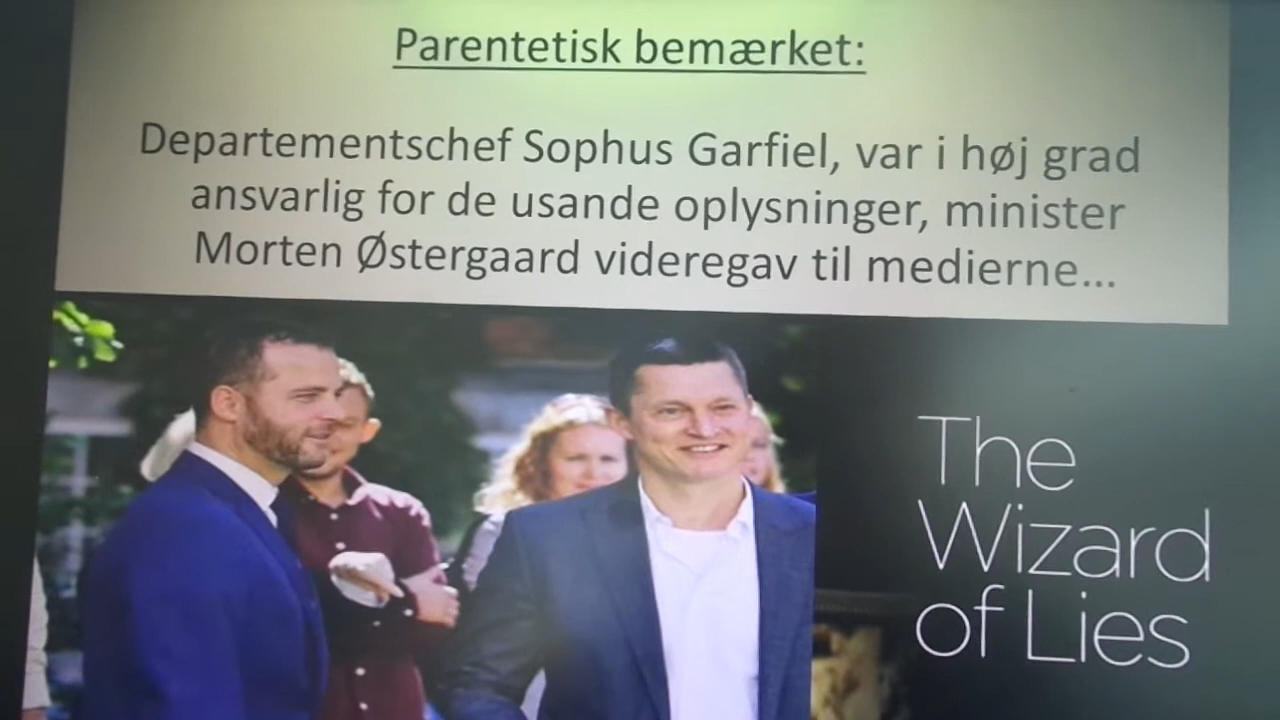 Parentetisk bemærket:
Departementschef Sophus Garfiel, var i høj grad
ansvarlig for de usande oplysninger, minister
Morten Østergaard videregav til medierne...
The
Wizard
of Lies